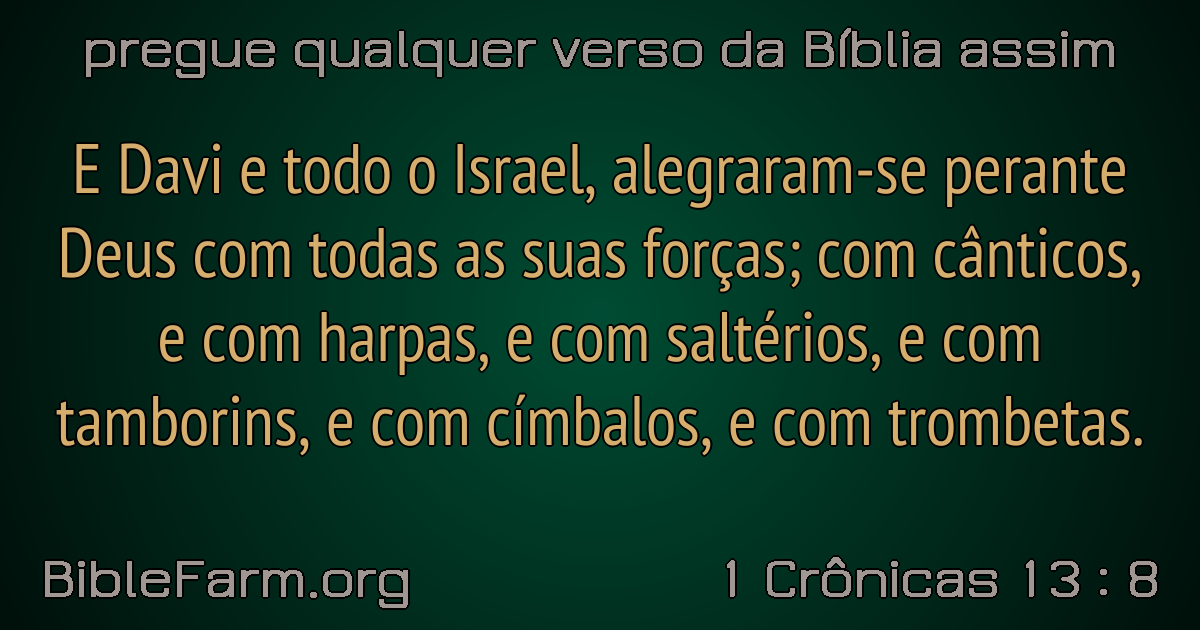 pregue qualquer verso da Bíblia assim
E Davi e todo o Israel, alegraram-se perante
Deus com todas as suas forças; com cânticos,
e com harpas, e com saltérios, e com
tamborins, e com címbalos, e com trombetas.
BibleFarm.org
1 Crônicas 13 : 8